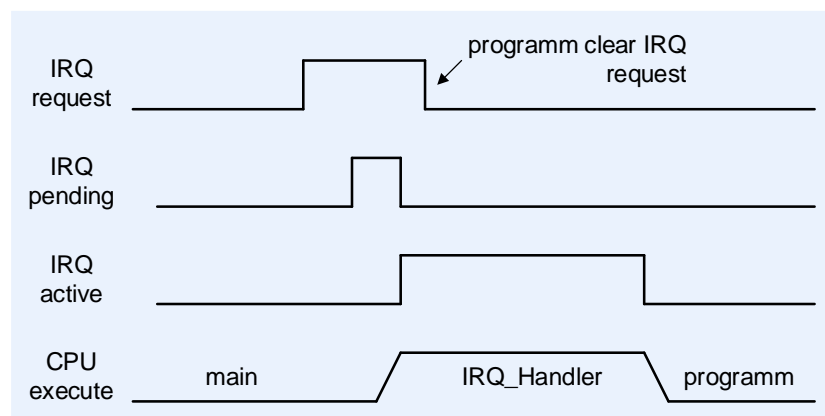 programm clear IRQ
request
IRQ
request
IRQ
pending
IRQ
active
CPU
execute
main
IRQ_Handler
programm